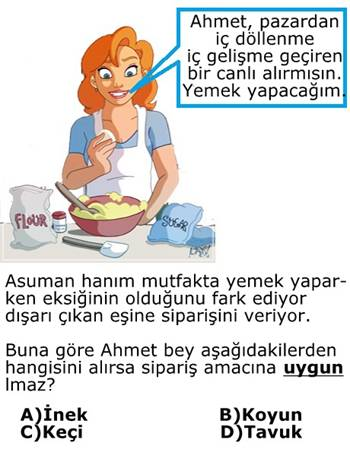 Ahmet, pazardan
iç döllenme
iç gelişme geçiren
bir canlı alırmısın.
Yemek yapacağım.
FLOUR
SUGAR
Asuman hanım mutfakta yemek yapar-
ken eksiğinin olduğunu fark ediyor
dışarı çıkan eşine siparişini veriyor.
Buna göre Ahmet bey aşağıdakilerden
hangisini alırsa sipariş amacına uygun
lmaz?
A)İnek
B)Koyun
C)Keçi
D)Tavuk